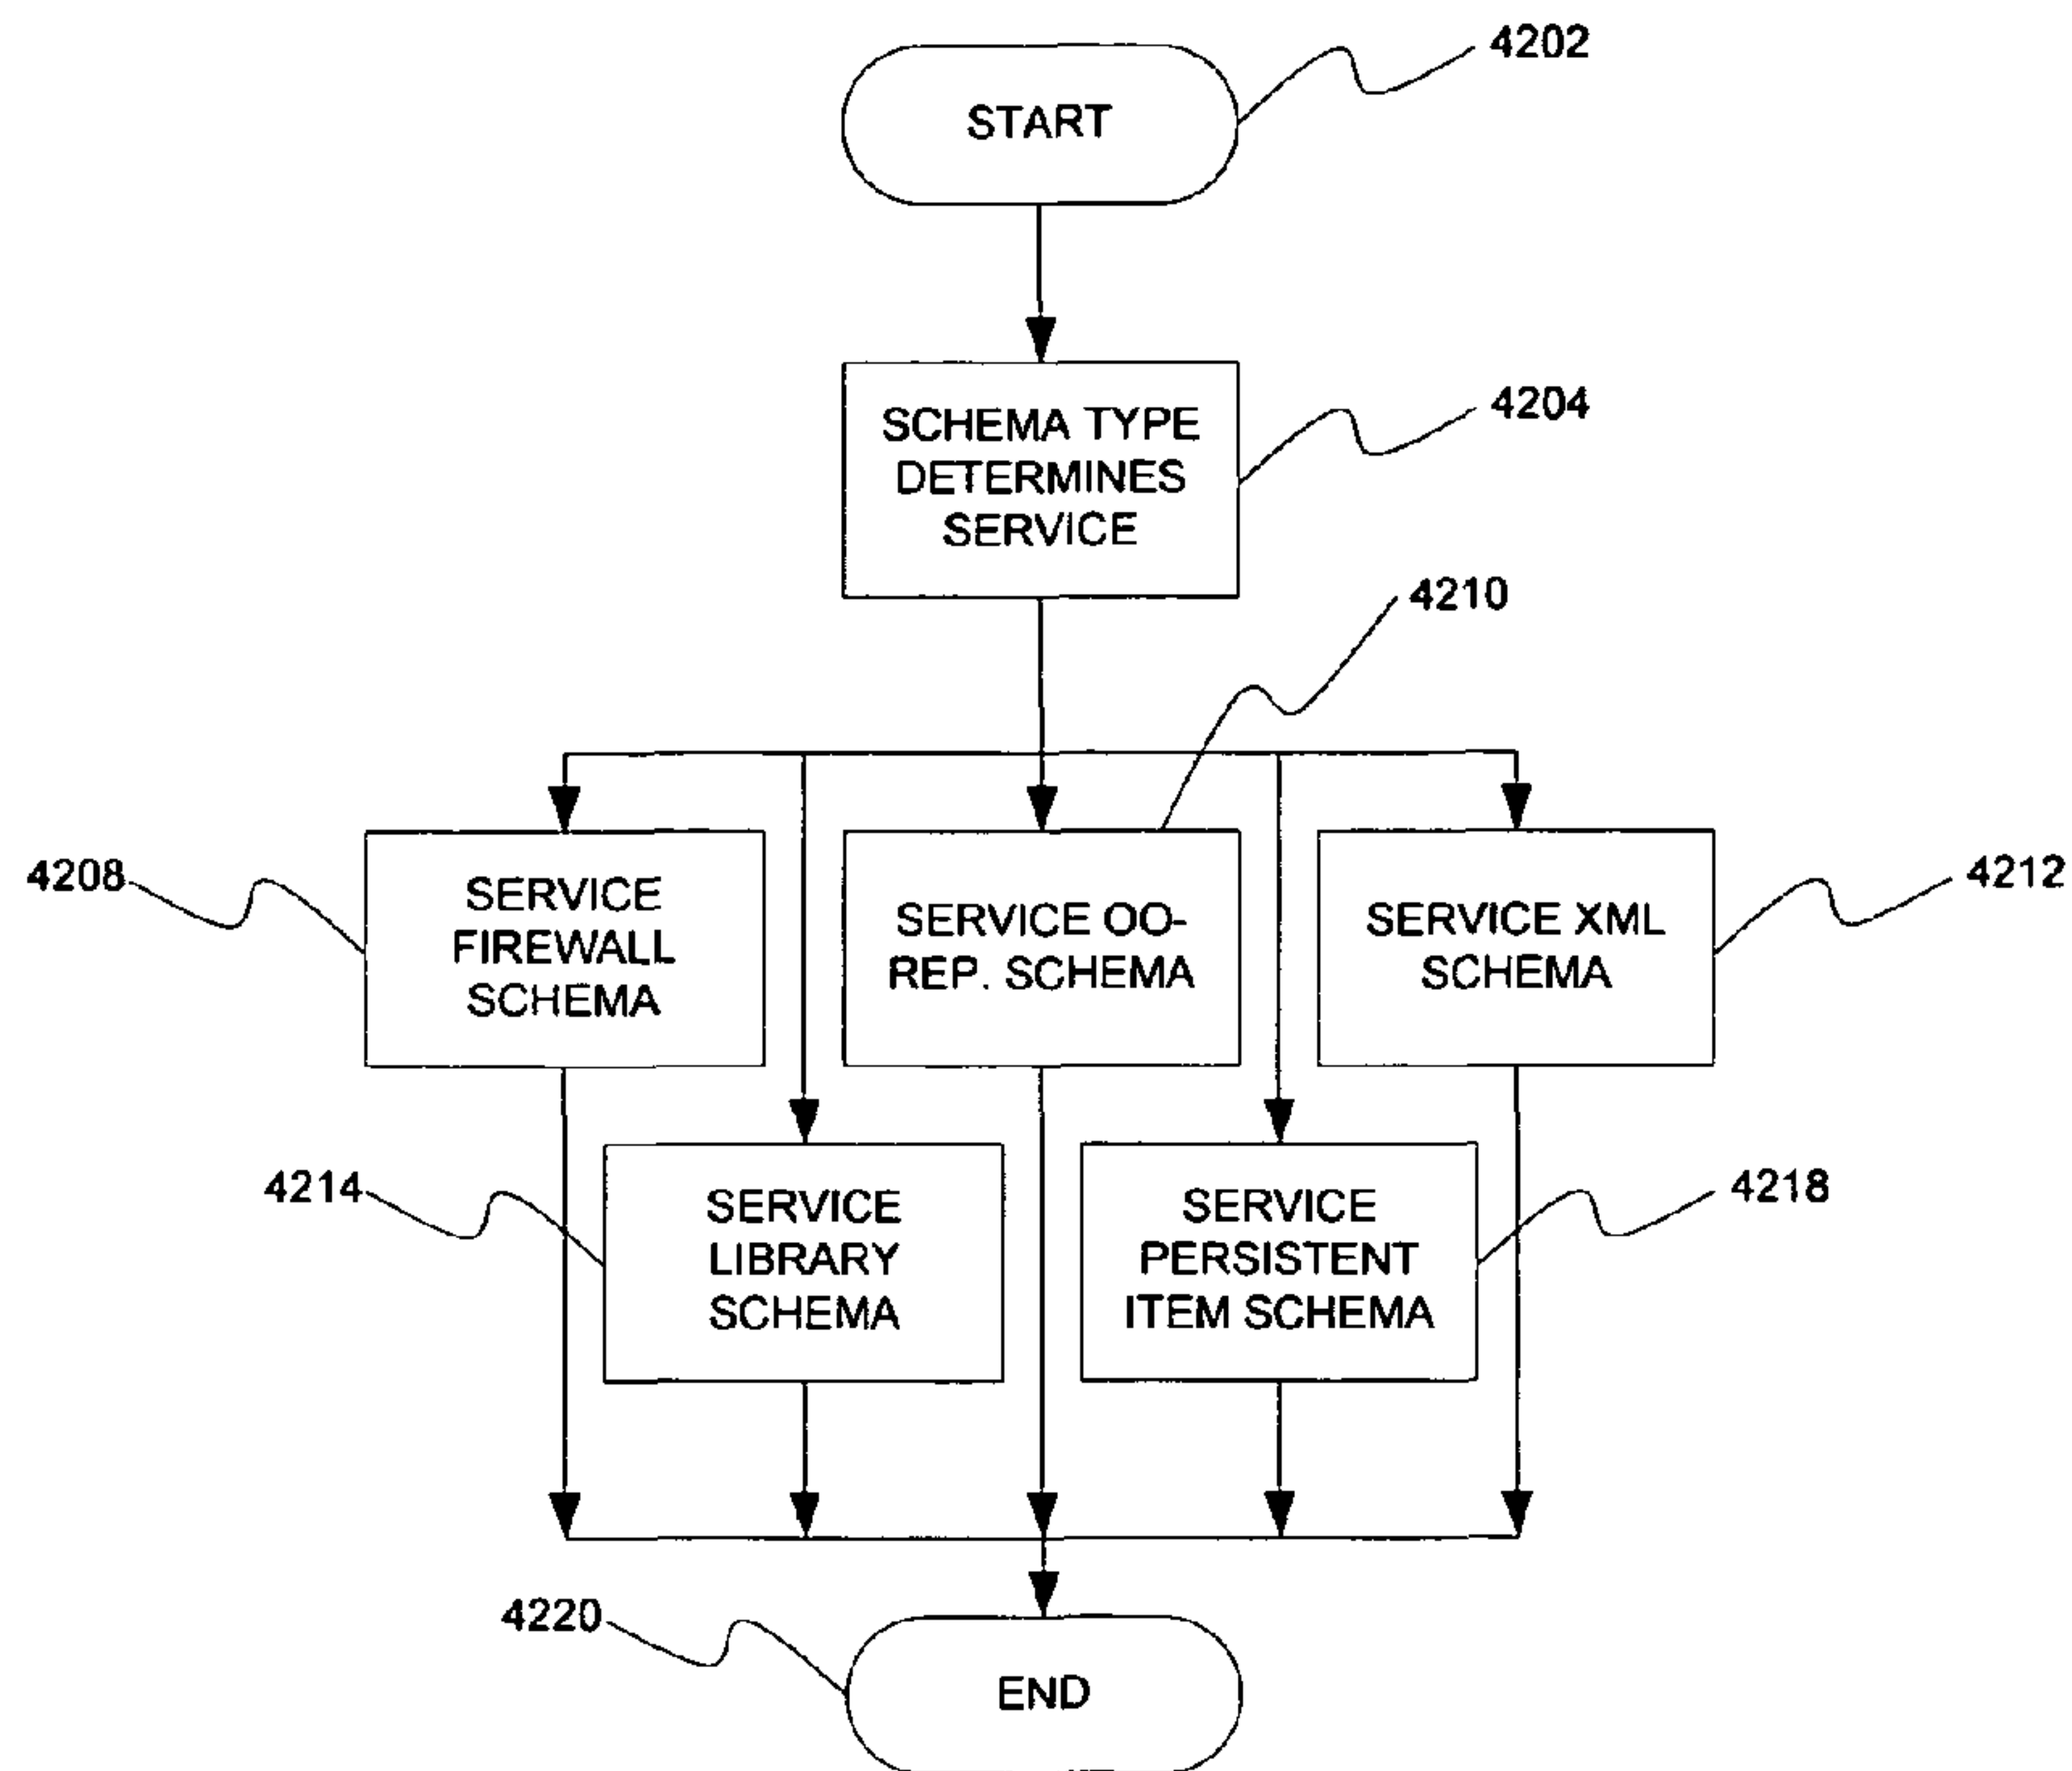 4202
START
4204
SCHEMA TYPE
DETERMINES
SERVICE
4210
4208
SERVICE
FIREWALL
SCHEMA
SERVICE OO-
REP. SCHEMA
SERVICE XML
SCHEMA
4212
4214
SERVICE
LIBRARY
SCHEMA
SERVICE
PERSISTENT
ITEM SCHEMA
4218
4220
END